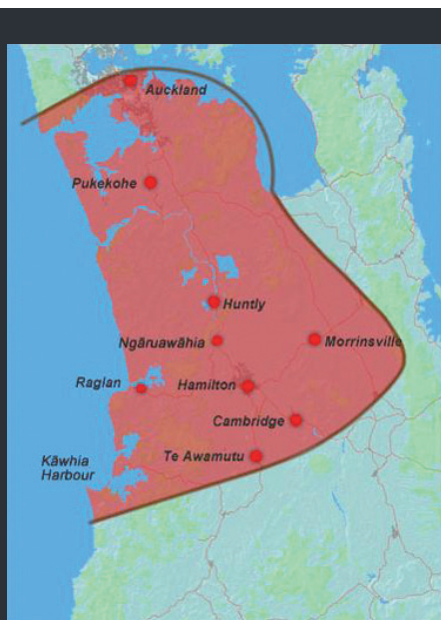 Auckland
Pukekohe
Huntly
Ngāruawāhia
Morrinsville
Raglan
Hamilton
Cambridge
Te Awamutu
Kāwhia
Harbour